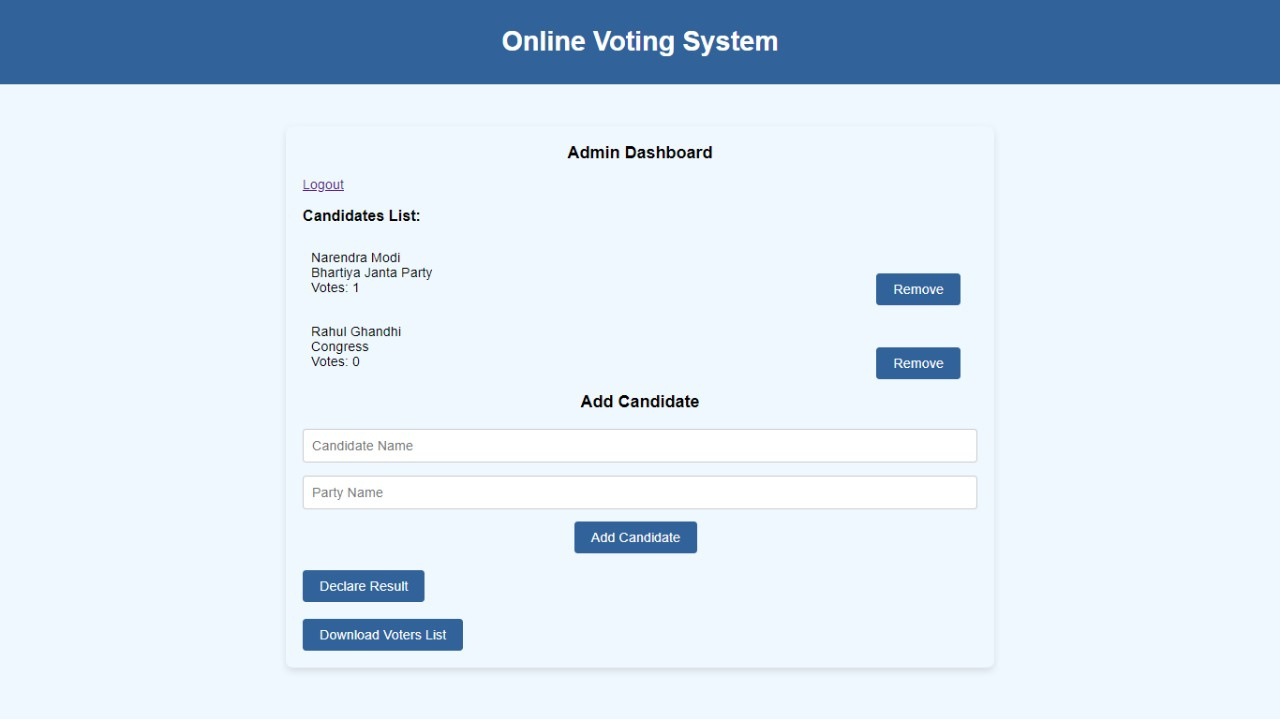 Online Voting System
Admin Dashboard
Logout
Candidates List:
Narendra Modi
Bhartiya Janta Party
Votes: 1
Remove
Rahul Ghandhi
Congress
Votes: 0
Remove
Add Candidate
Candidate Name
Party Name
Add Candidate
Declare Result
Download Voters List